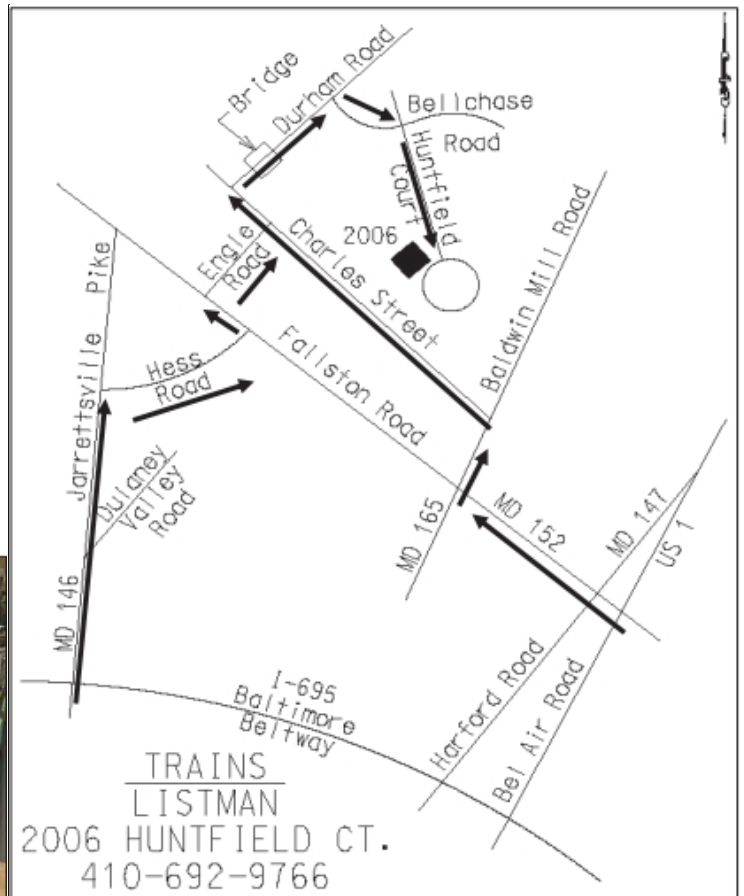 Bridge
Durham Road
Bellchase
Road
Huntfield
Court
2006
Engle
Road
Charles Street
Baldwin Mill Road
Jarrettsville Pike
Hess
Road
Fallston Road
Dulaney
Valley
Road
MD 165
MD 152
MD 147
US 1
MD 146
I-695
Baltimore
Beltway
Harford Road
Bel Air Road
TRAINS
LISTMAN
2006 HUNTFIELD CT.
410-692-9766